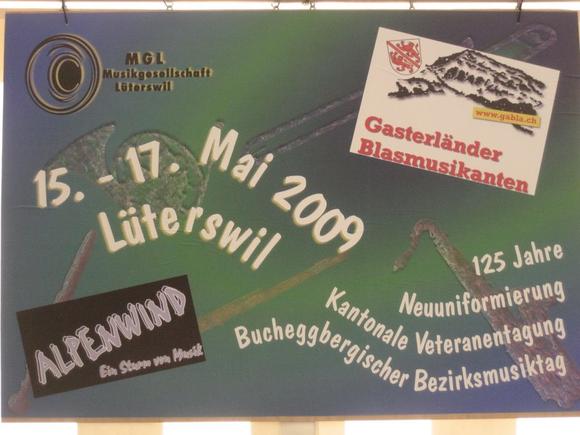 MGL
Musikgesellschaft
Lüterswil
www.gabla.ch
Gasterländer
Blasmusikanten
15. - 17. Mai 2009
Lüterswil
ALPENWIND
Ein Sturm von Musik
125 Jahre
Neuuniformierung
Kantonale Veteranentagung
Bucheggbergischer Bezirksmusiktag